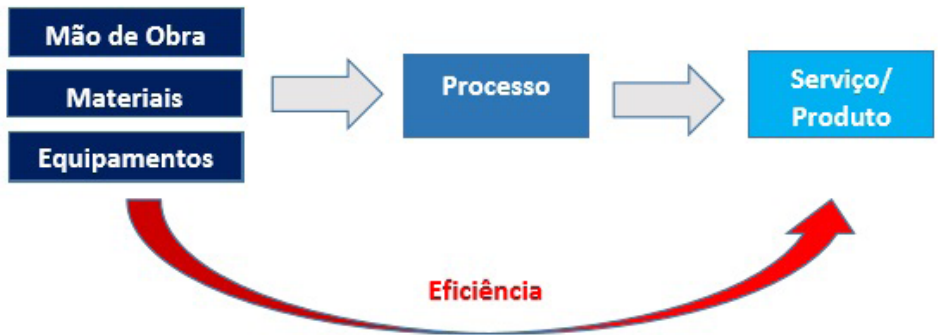 Mão de Obra
Materiais
Equipamentos
Processo
Serviço/
Produto
Eficiência